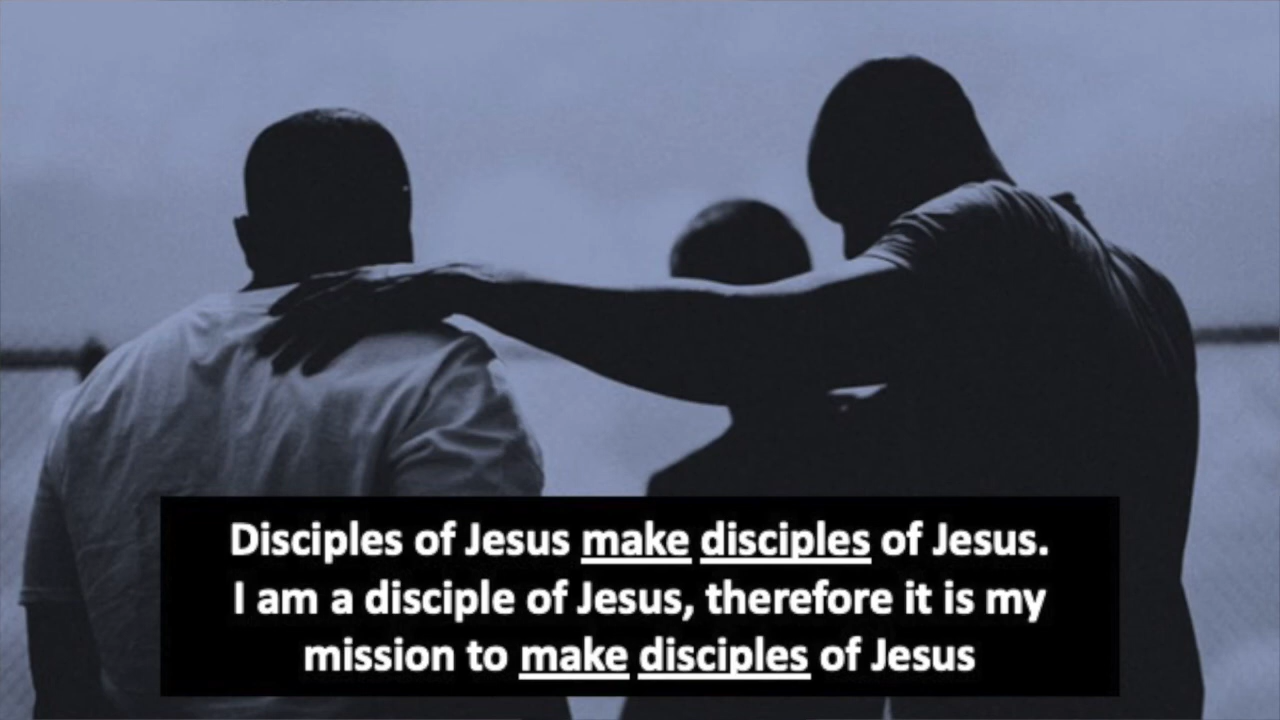 Disciples of Jesus make disciples of Jesus.
I am a disciple of Jesus, therefore it is my
mission to make disciples of Jesus